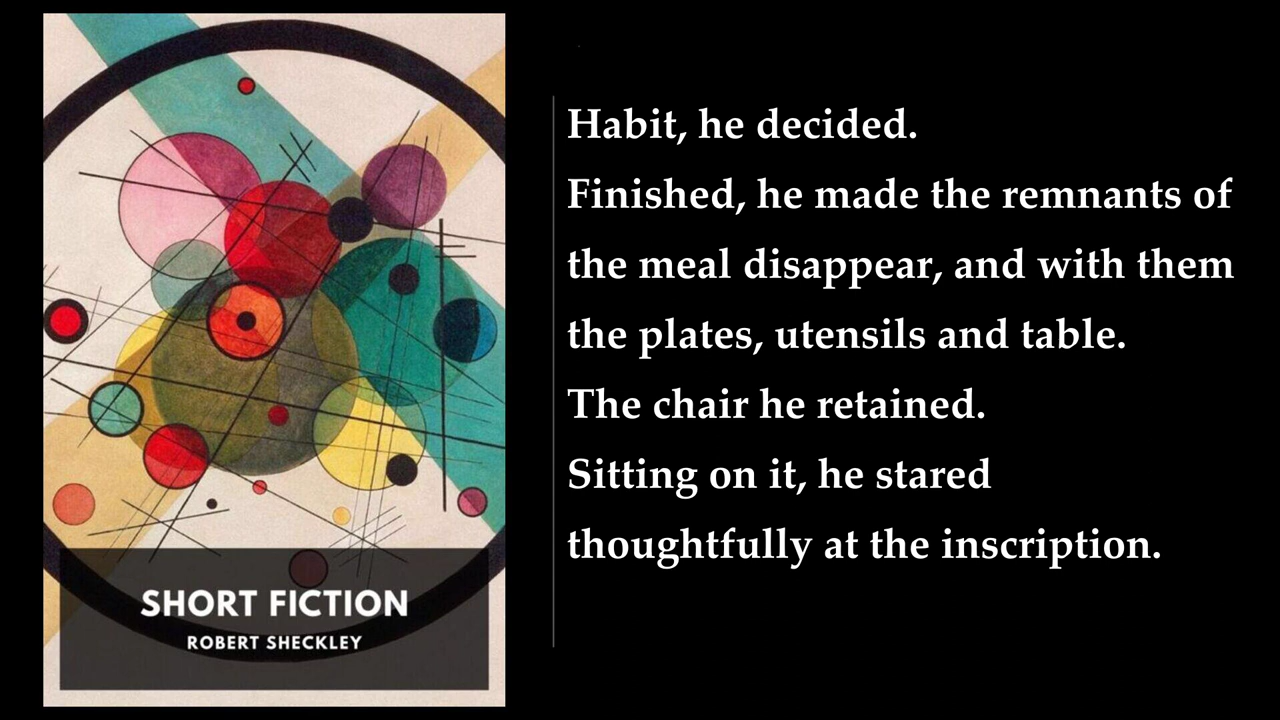 SHORT FICTION
ROBERT SHECKLEY
Habit, he decided.
Finished, he made the remnants of
the meal disappear, and with them
the plates, utensils and table.
The chair he retained.
Sitting on it, he stared
thoughtfully at the inscription.